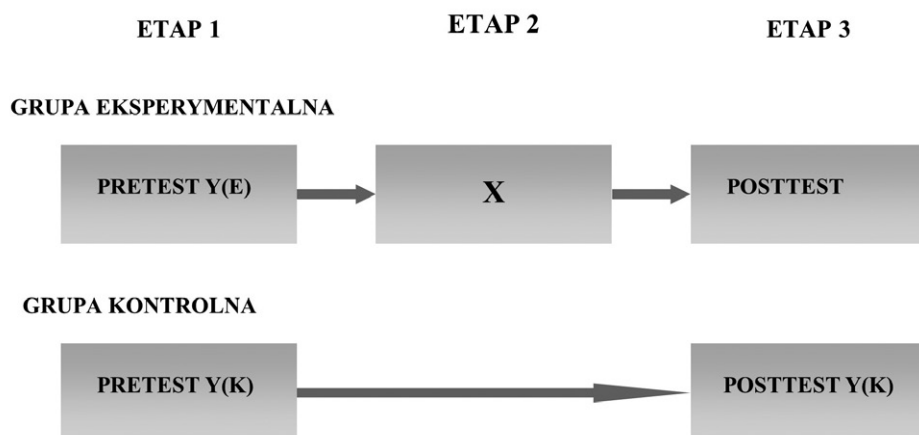 ETAP 1
ETAP 2
ETAP 3
GRUPA EKSPERYMENTALNA
PRETEST Y(E)
X
POSTTEST
GRUPA KONTROLNA
PRETEST Y(K)
POSTTEST Y(K)